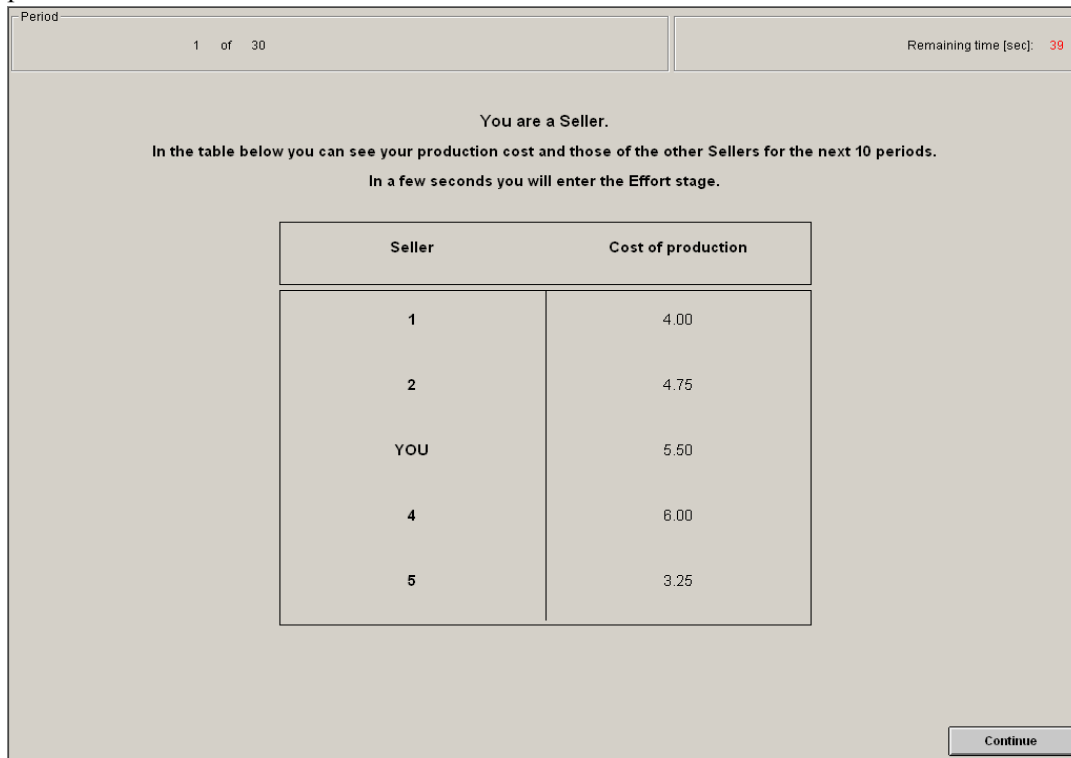 Period
1 of 30
Remaining time [sec]: 39
You are a Seller.
In the table below you can see your production cost and those of the other Sellers for the next 10 periods.
In a few seconds you will enter the Effort stage.
Seller Cost of production
1 4.00
2 4.75
YOU 5.50
4 6.00
5 3.25
Continue